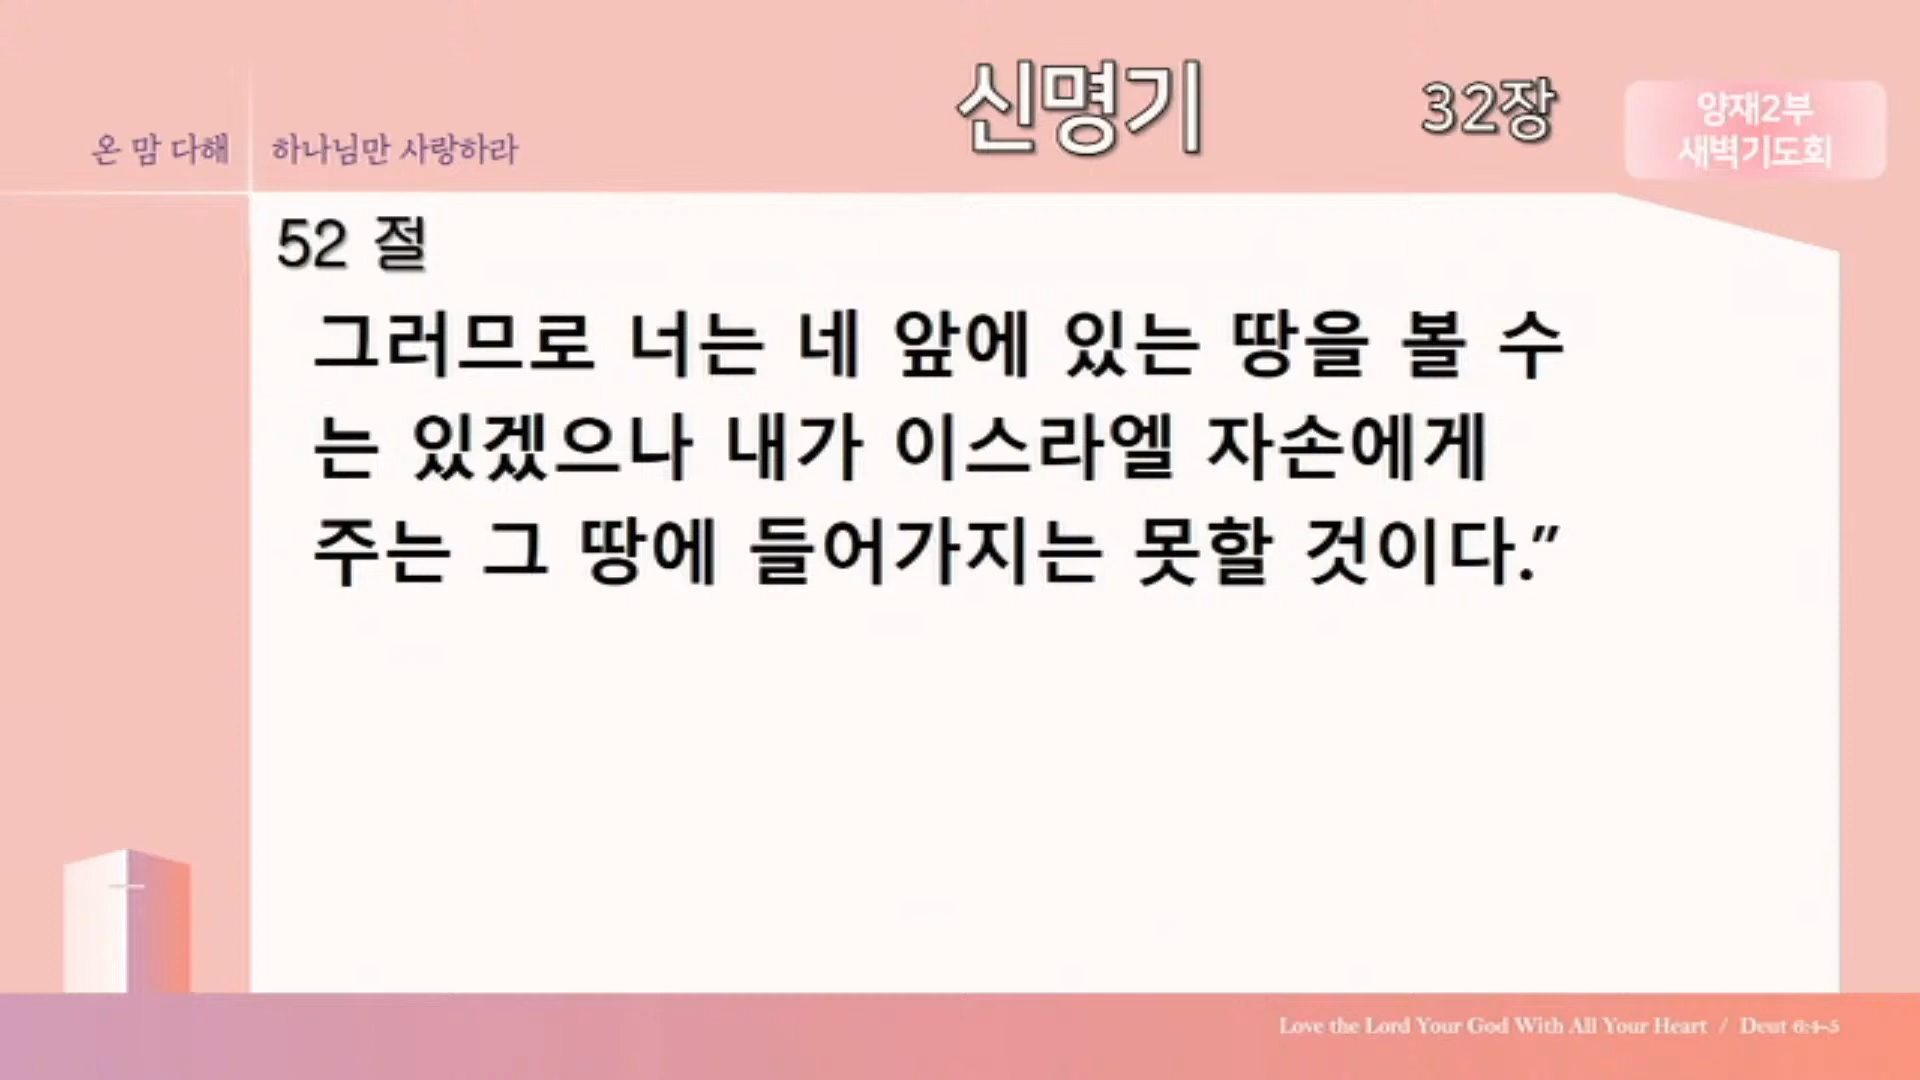 신명기
32장
양재2부
새벽기도회
온 맘 다해 하나님만 사랑하라
52 절
그러므로 너는 네 앞에 있는 땅을 볼 수
는 있겠으나 내가 이스라엘 자손에게
주는 그 땅에 들어가지는 못할 것이다.”
Love the Lord Your God With All Your Heart / Deut 6:4-5